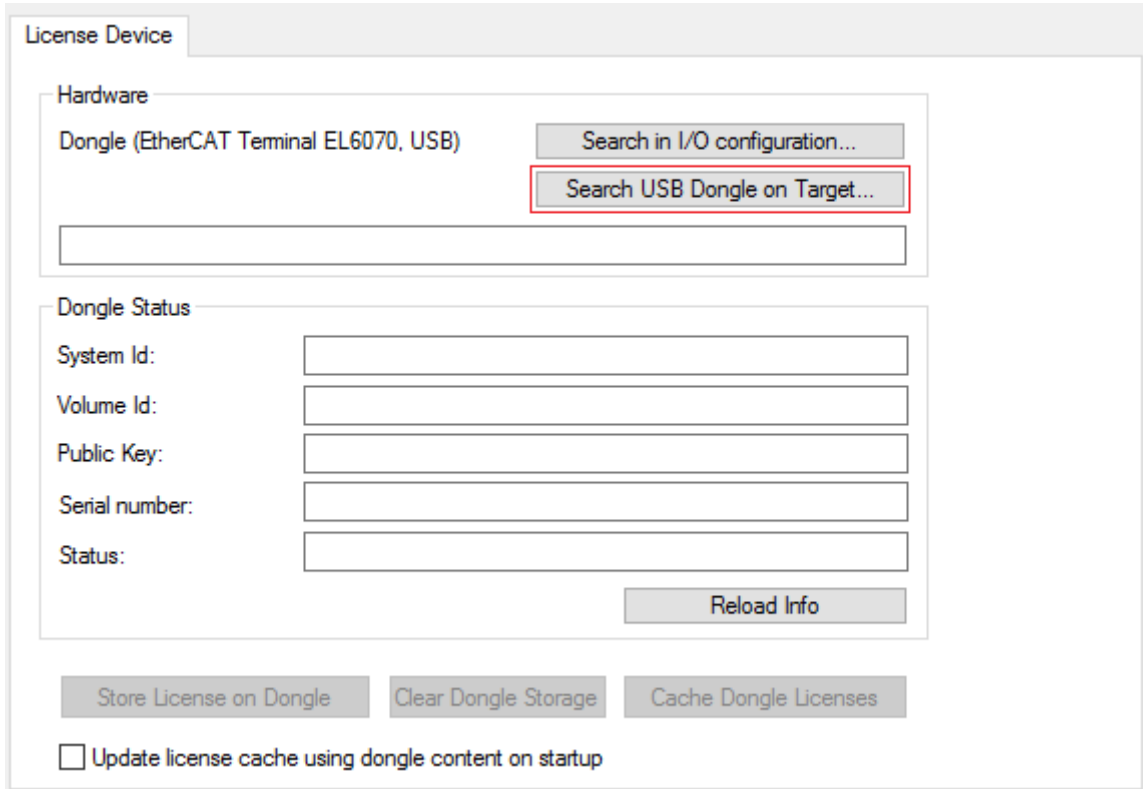 License Device
Hardware
Dongle (EtherCAT Terminal EL6070, USB)
Search in I/O configuration...
Search USB Dongle on Target...
Dongle Status
System Id:
Volume Id:
Public Key:
Serial number:
Status:
Reload Info
Store License on Dongle
Clear Dongle Storage
Cache Dongle Licenses
Update license cache using dongle content on startup